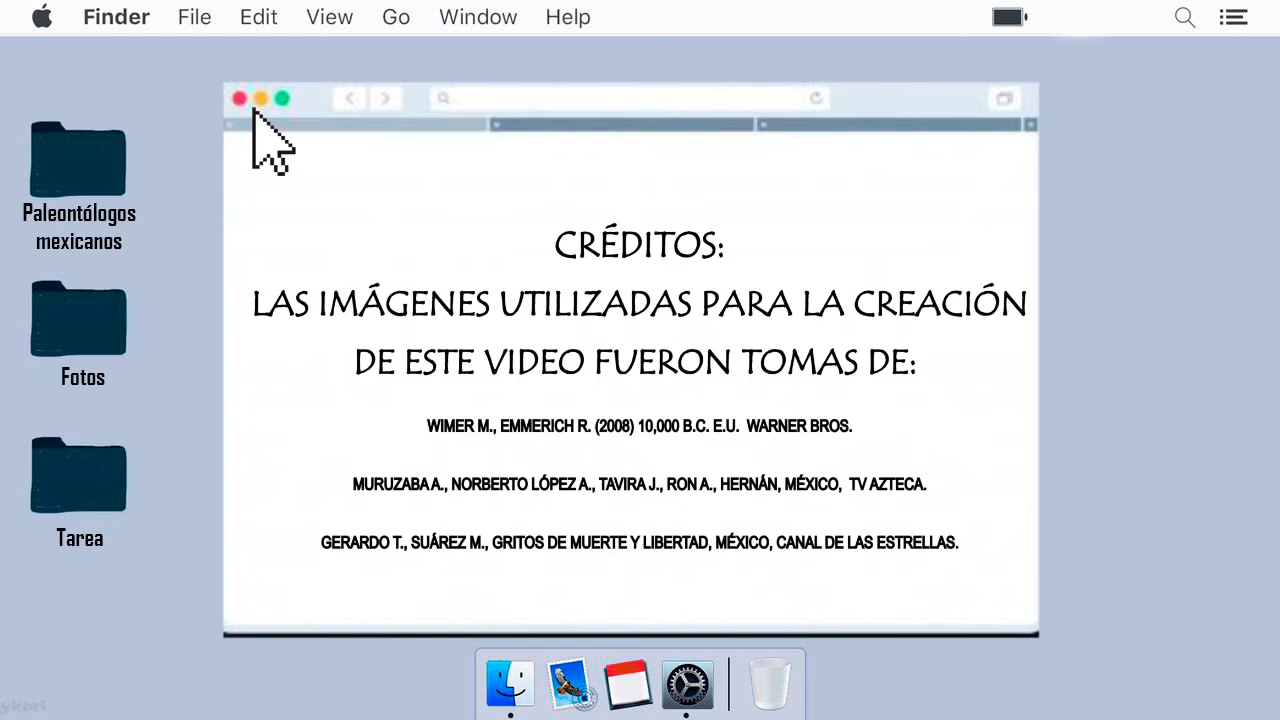 Finder File Edit View Go Window Help
Paleontólogos
mexicanos
Fotos
Tarea
CRÉDITOS:
LAS IMÁGENES UTILIZADAS PARA LA CREACIÓN
DE ESTE VIDEO FUERON TOMAS DE:
WIMER M., EMMERICH R. (2008) 10,000 B.C. E.U. WARNER BROS.
MURUZABA A., NORBERTO LÓPEZ A., TAVIRA J., RON A., HERNÁN, MÉXICO, TV AZTECA.
GERARDO T., SUÁREZ M., GRITOS DE MUERTE Y LIBERTAD, MÉXICO, CANAL DE LAS ESTRELLAS.